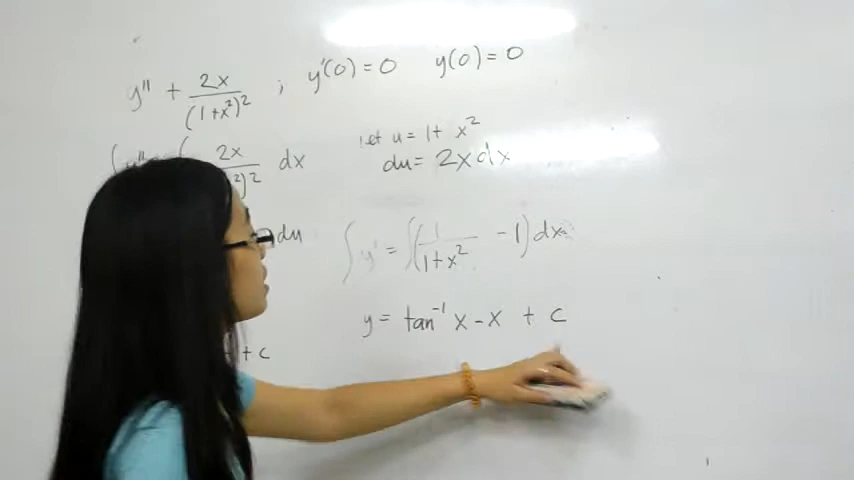 y'' + 2x/(1+x²)² ; y'(0) = 0 y(0) = 0
let u = 1 + x²
2x dx
du = 2x dx
du
∫ y' = ∫(1/(1+x²) - 1) dx
y = tan⁻¹ x - x + c
+ c